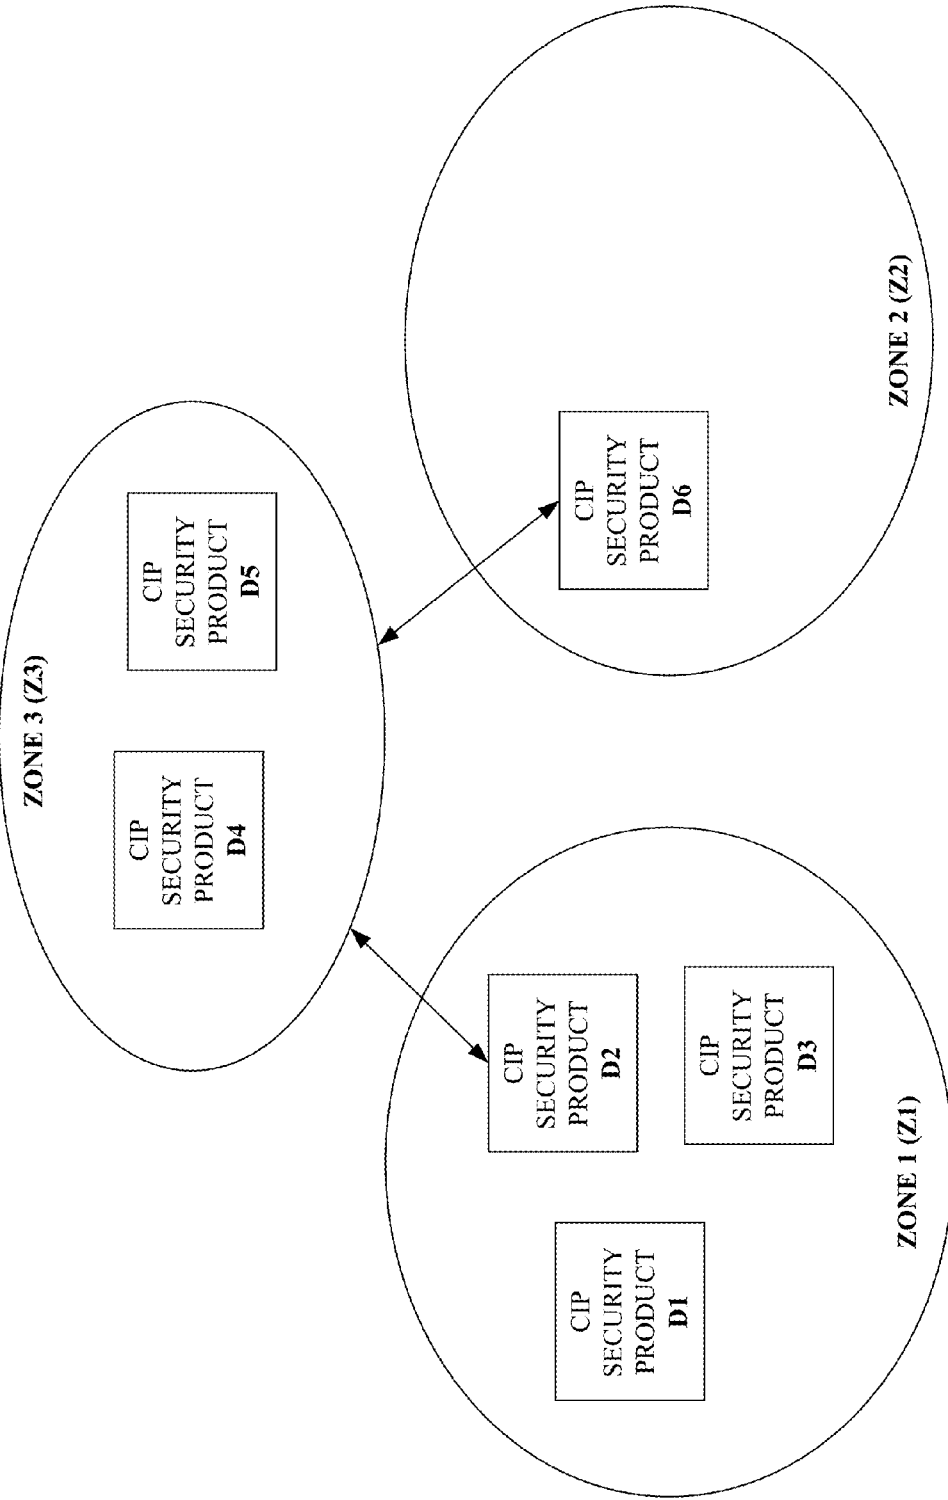 ZONE 3 (Z3)
CIP
SECURITY
PRODUCT
D4
CIP
SECURITY
PRODUCT
D5
CIP
SECURITY
PRODUCT
D1
CIP
SECURITY
PRODUCT
D2
CIP
SECURITY
PRODUCT
D3
ZONE 1 (Z1)
CIP
SECURITY
PRODUCT
D6
ZONE 2 (Z2)